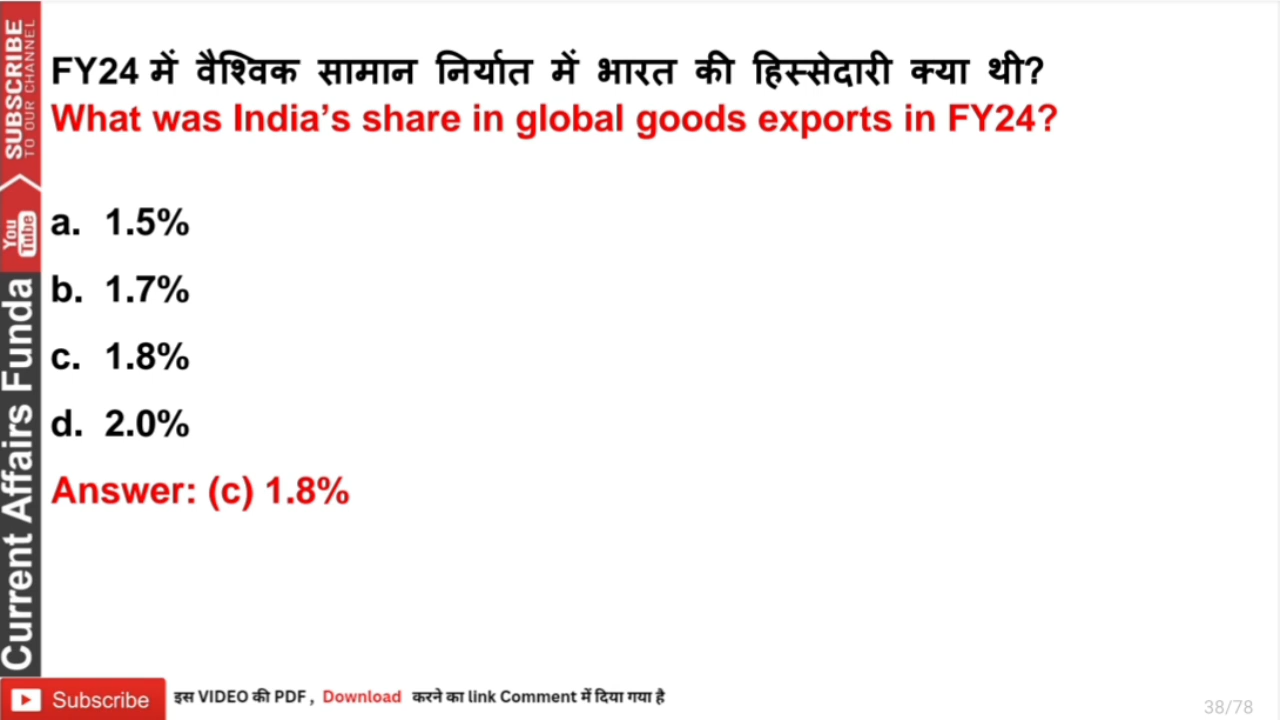 FY24 में वैश्विक सामान निर्यात में भारत की हिस्सेदारी क्या थी?
What was India’s share in global goods exports in FY24?
a. 1.5%
b. 1.7%
c. 1.8%
d. 2.0%
Answer: (c) 1.8%
SUBSCRIBE
TO OUR CHANNEL
You Tube
Current Affairs Funda
Subscribe
इस VIDEO की PDF , Download करने का link Comment में दिया गया है
38/78